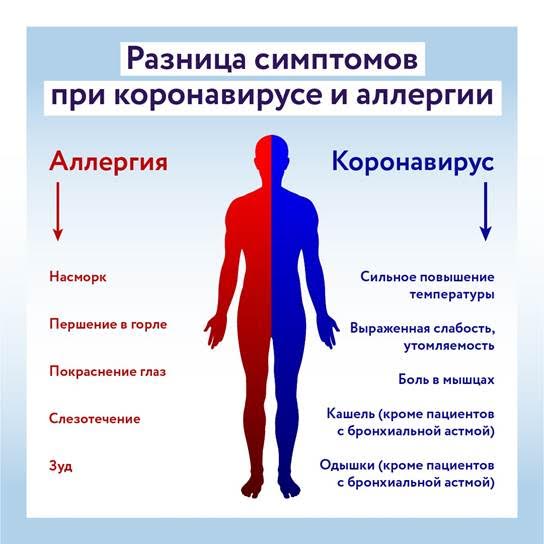 Разница симптомов
при коронавирусе и аллергии
Аллергия
Насморк
Першение в горле
Покраснение глаз
Слезотечение
Зуд
Коронавирус
Сильное повышение
температуры
Выраженная слабость,
утомляемость
Боль в мышцах
Кашель (кроме пациентов
с бронхиальной астмой)
Одышки (кроме пациентов
с бронхиальной астмой)